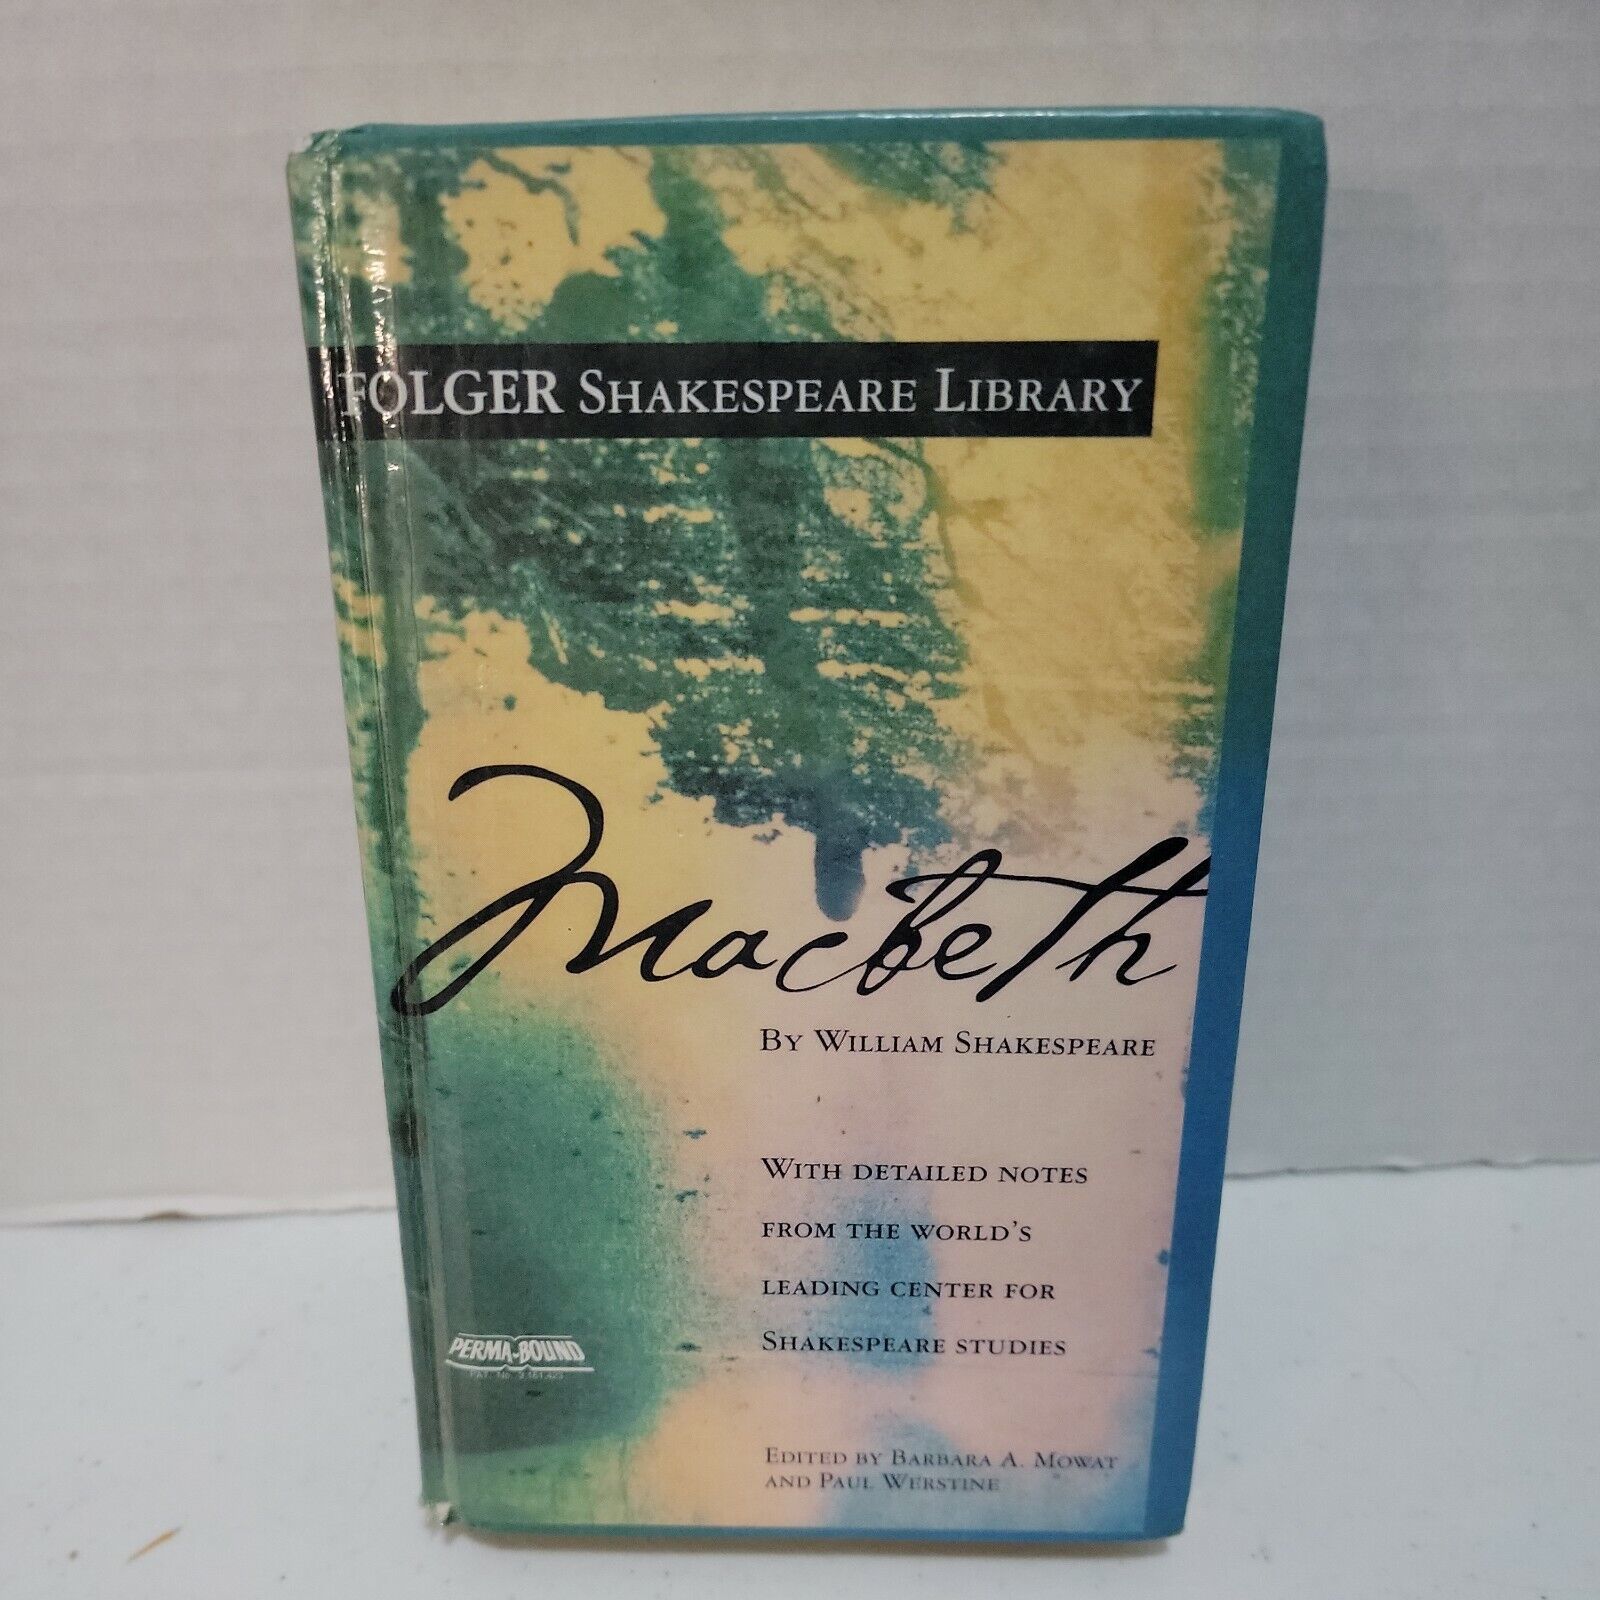 FOLGER SHAKESPEARE LIBRARY
Macbeth
BY WILLIAM SHAKESPEARE
WITH DETAILED NOTES
FROM THE WORLD'S
LEADING CENTER FOR
SHAKESPEARE STUDIES
PERMA-BOUND
EDITED BY BARBARA A. MOWAT
AND PAUL WERSTINE